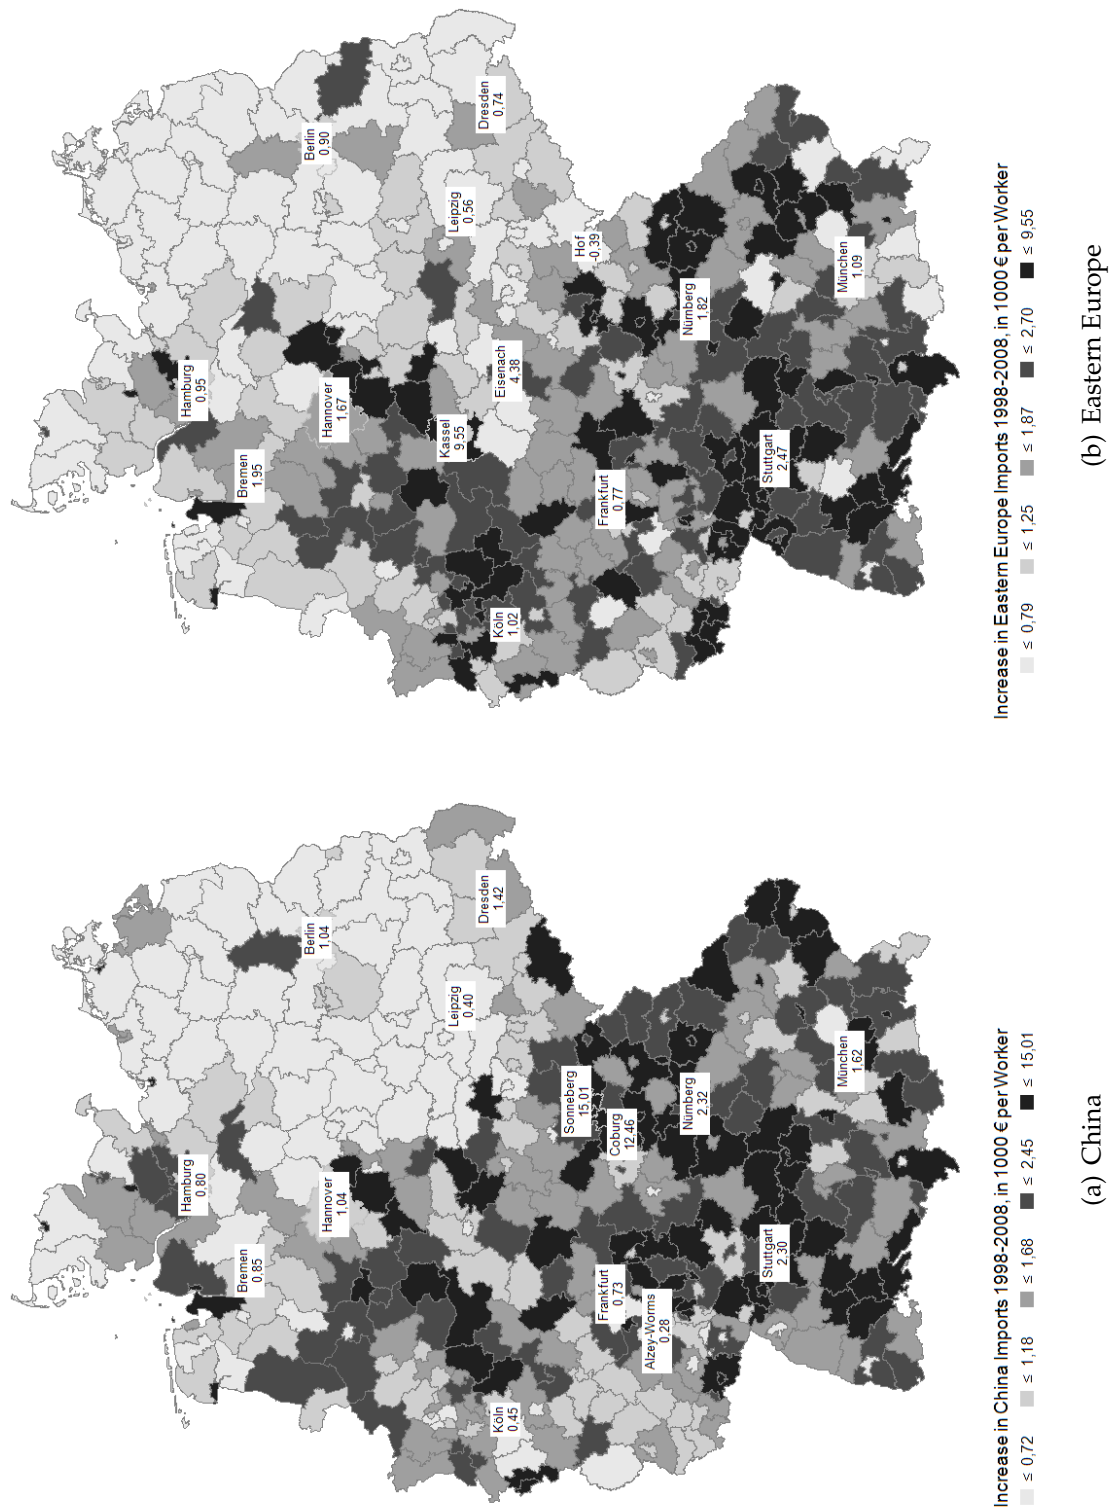 Hamburg
0,80
Bremen
0,85
Hannover
1,04
Berlin
1,04
Leipzig
0,40
Dresden
1,42
Köln
0,45
Sonneberg
15,01
Coburg
12,46
Frankfurt
0,73
Alzey-Worms
0,28
Nürnberg
2,32
Stuttgart
2,30
München
1,62
Increase in China Imports 1998-2008, in 1000 € per Worker
≤ 0,72 ≤ 1,18 ≤ 1,68 ≤ 2,45 ≤ 15,01
(a) China
Hamburg
0,95
Bremen
1,95
Hannover
1,67
Berlin
0,90
Kassel
9,55
Leipzig
0,56
Dresden
0,74
Eisenach
4,38
Köln
1,02
Hof
-0,39
Frankfurt
0,77
Nürnberg
1,82
Stuttgart
2,47
München
1,09
Increase in Eastern Europe Imports 1998-2008, in 1000 € per Worker
≤ 0,79 ≤ 1,25 ≤ 1,87 ≤ 2,70 ≤ 9,55
(b) Eastern Europe